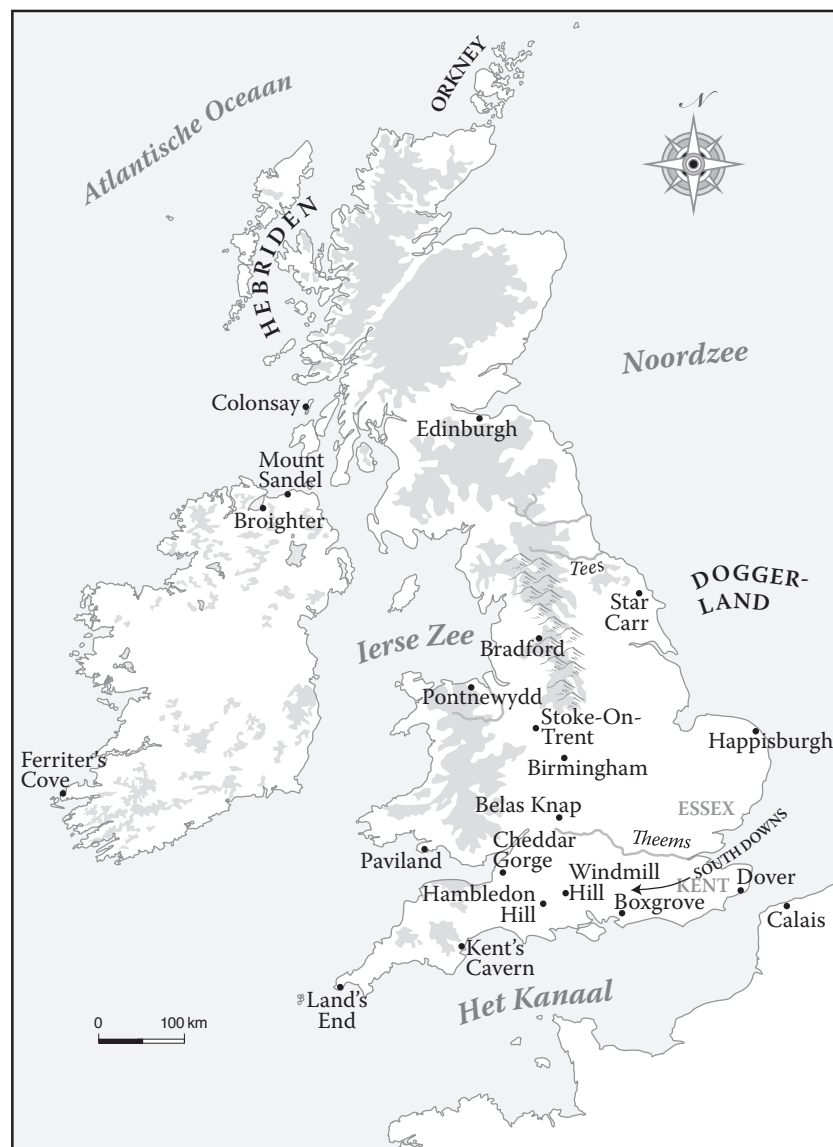 ORKNEY
N
Atlantische Oceaan
HEBRIDEN
Noordzee
Colonsay
Edinburgh
Mount
Sandel
Broighter
Tees
DOGGER-
LAND
Star
Carr
Ierse Zee
Bradford
Pontnewydd
Stoke-On-
Trent
Happisburgh
Ferriter's
Cove
Birmingham
Belas Knap
ESSEX
Theems
SOUTH DOWNS
Paviland
Cheddar
Gorge
Windmill
Hill
KENT
Dover
Hambledon
Hill
Boxgrove
Calais
Kent's
Cavern
Land's
End
Het Kanaal
0 100 km